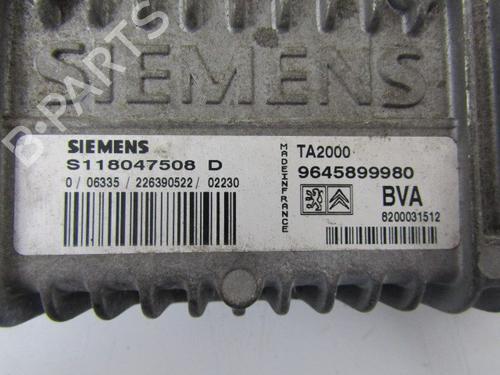 SIEMENS
SIEMENS
S118047508 D
0 / 06335 / 226390522 / 02230
MADE IN FRANCE
TA2000
9645899980
BVA
8200031512
B-PARTS